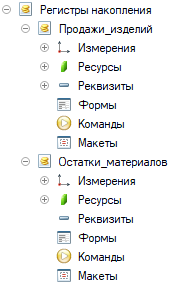 Регистры накопления
Продажи_изделий
Измерения
Ресурсы
Реквизиты
Формы
Команды
Макеты
Остатки_материалов
Измерения
Ресурсы
Реквизиты
Формы
Команды
Макеты